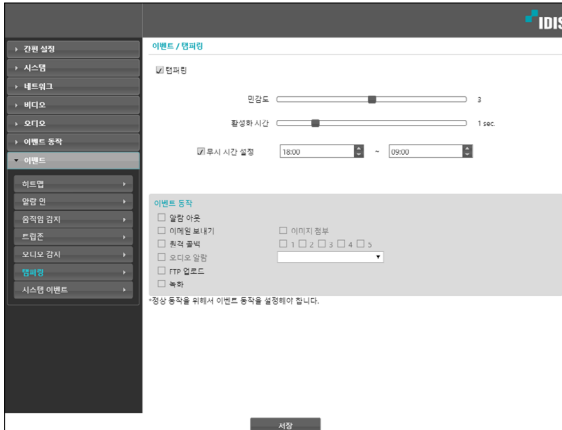 IDIS
간편 설정
시스템
네트워크
비디오
오디오
이벤트 동작
이벤트
히트맵
알람 인
움직임 감지
트립존
오디오 감지
탬퍼링
시스템 이벤트
이벤트 / 탬퍼링
탬퍼링
민감도 3
활성화 시간 1 sec.
무시 시간 설정 18:00 ~ 09:00
이벤트 동작
알람 아웃
이메일 보내기 이미지 첨부
원격 콜백 1 2 3 4 5
오디오 알람
FTP 업로드
녹화
*정상 동작을 위해서 이벤트 동작을 설정해야 합니다.
저장